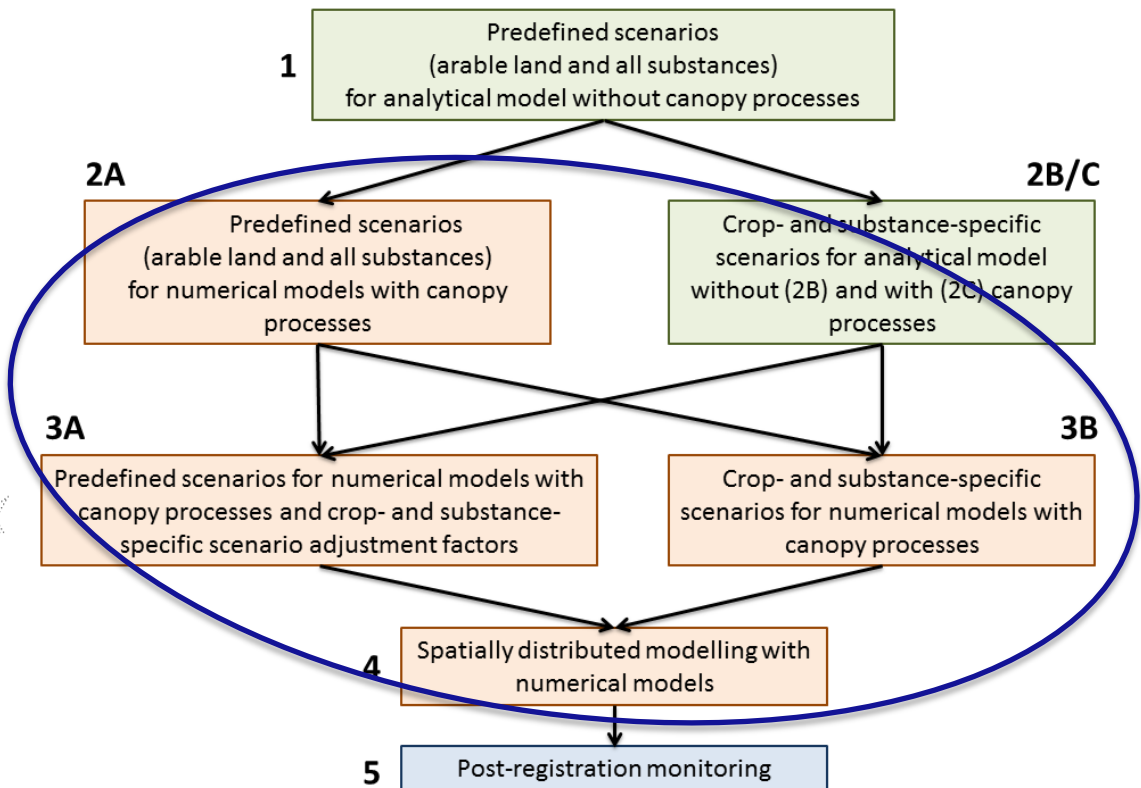 Predefined scenarios
(arable land and all substances)
for analytical model without canopy processes
1
2A
Predefined scenarios
(arable land and all substances)
for numerical models with canopy
processes
2B/C
Crop- and substance-specific
scenarios for analytical model
without (2B) and with (2C) canopy
processes
3A
Predefined scenarios for numerical models with
canopy processes and crop- and substance-
specific scenario adjustment factors
3B
Crop- and substance-specific
scenarios for numerical models with
canopy processes
4
Spatially distributed modelling with
numerical models
5
Post-registration monitoring